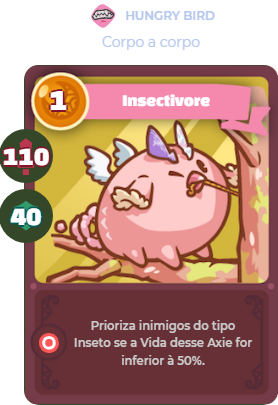 HUNGRY BIRD
Corpo a corpo
1
Insectivore
110
40
Prioriza inimigos do tipo
Inseto se a Vida desse Axie for
inferior à 50%.